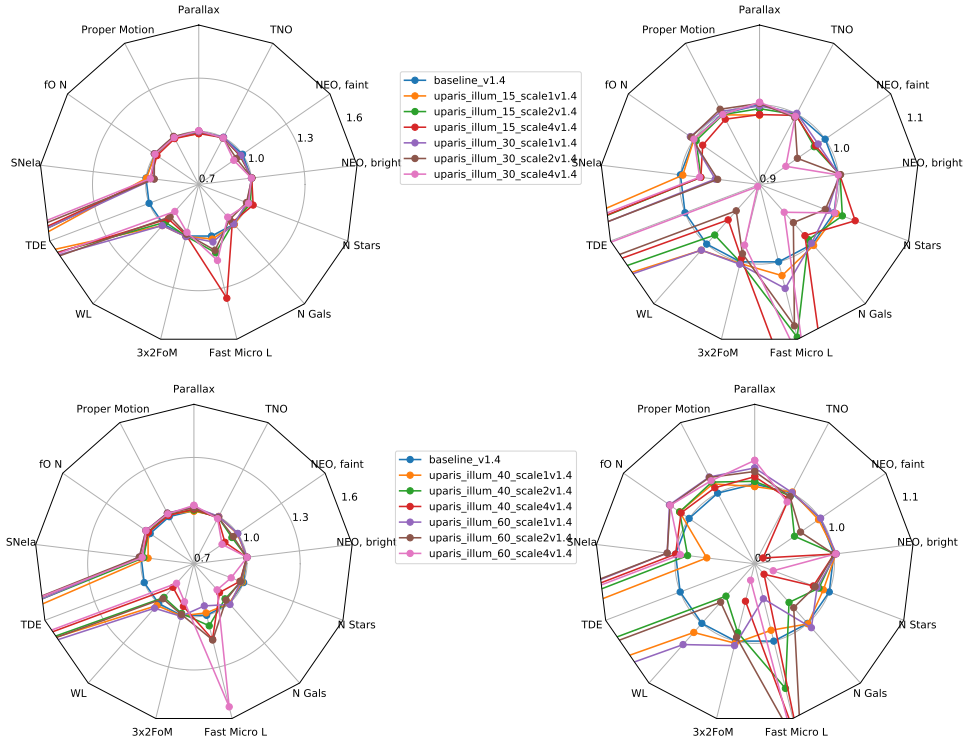 Parallax
TNO
Proper Motion
NEO, faint
fO N
1.6
1.3
NEO, bright
SNeIa
1.0
0.7
N Stars
TDE
N Gals
WL
3x2FoM
Fast Micro L
baseline_v1.4
uparis_illum_15_scale1v1.4
uparis_illum_15_scale2v1.4
uparis_illum_15_scale4v1.4
uparis_illum_30_scale1v1.4
uparis_illum_30_scale2v1.4
uparis_illum_30_scale4v1.4
Parallax
TNO
Proper Motion
NEO, faint
fO N
1.1
1.0
NEO, bright
SNeIa
0.9
N Stars
TDE
N Gals
WL
3x2FoM
Fast Micro L
Parallax
TNO
Proper Motion
NEO, faint
fO N
1.6
1.3
NEO, bright
SNeIa
1.0
0.7
N Stars
TDE
N Gals
WL
3x2FoM
Fast Micro L
baseline_v1.4
uparis_illum_40_scale1v1.4
uparis_illum_40_scale2v1.4
uparis_illum_40_scale4v1.4
uparis_illum_60_scale1v1.4
uparis_illum_60_scale2v1.4
uparis_illum_60_scale4v1.4
Parallax
TNO
Proper Motion
NEO, faint
fO N
1.1
1.0
NEO, bright
SNeIa
0.9
N Stars
TDE
N Gals
WL
3x2FoM
Fast Micro L